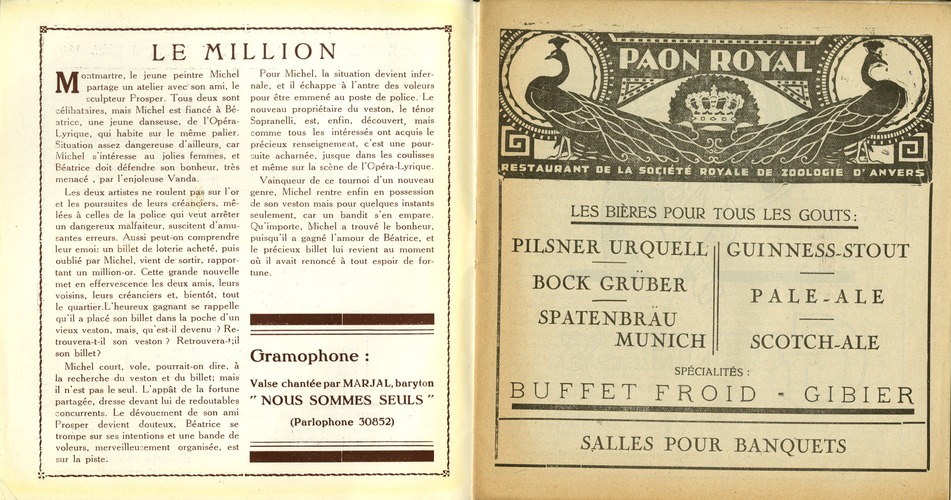 LE MILLION
Montmartre, le jeune peintre Michel
partage un atelier avec son ami, le
sculpteur Prosper. Tous deux sont
célibataires, mais Michel est fiancé à Bé-
atrice, une jeune danseuse, de l'Opéra-
Lyrique, qui habite sur le même palier.
Situation assez dangereuse d'ailleurs, car
Michel s'intéresse au jolies femmes, et
Béatrice doit défendre son bonheur, très
menacé , par l'enjoleuse Vanda.
Les deux artistes ne roulent pas sur l'or
et les poursuites de leurs créanciers, mê-
lées à celles de la police qui veut arrêter
un dangereux malfaiteur, suscitent d'amu-
santes erreurs. Aussi peut-on comprendre
leur emoi: un billet de loterie acheté, puis
oublié par Michel, vient de sortir, rappor-
tant un million-or. Cette grande nouvelle
met en effervescence les deux amis, leurs
voisins, leurs créanciers et, bientôt, tout
le quartier.L'heureux gagnant se rappelle
qu'il a placé son billet dans la poche d'un
vieux veston, mais, qu'est-il devenu ? Re-
trouvera-t-il son veston ? Retrouvera-t;il
son billet?
Michel court, vole, pourrait-on dire, à
la recherche du veston et du billet; mais
il n'est pas le seul. L'appât de la fortune
partagée, dresse devant lui de redoutables
concurrents. Le dévouement de son ami
Prosper devient douteux, Béatrice se
trompe sur ses intentions et une bande de
voleurs, merveilleusement organisée, est
sur la piste.
Pour Michel, la situation devient infer-
nale, et il échappe à l'antre des voleurs
pour être emmené au poste de police. Le
nouveau propriétaire du veston, le ténor
Sopranelli, est, enfin, découvert, mais
comme tous les intéressés ont acquis le
précieux renseignement, c'est une pour-
suite acharnée, jusque dans les coulisses
et même sur la scène de l'Opéra-Lyrique.
Vainqueur de ce tournoi d'un nouveau
genre, Michel rentre enfin en possession
de son veston mais pour quelques instants
seulement, car un bandit s'en empare.
Qu'importe, Michel a trouvé le bonheur,
puisqu'il a gagné l'amour de Béatrice, et
le précieux billet lui revient au moment
où il avait renoncé à tout espoir de for-
tune.
Gramophone :
Valse chantée par MARJAL, baryton
" NOUS SOMMES SEULS "
(Parlophone 30852)
PAON ROYAL
RESTAURANT DE LA SOCIÉTÉ ROYALE DE ZOOLOGIE D'ANVERS
LES BIÈRES POUR TOUS LES GOUTS:
PILSNER URQUELL
BOCK GRÜBER
SPATENBRÄU
MUNICH
GUINNESS-STOUT
PALE-ALE
SCOTCH-ALE
SPÉCIALITÉS :
BUFFET FROID - GIBIER
SALLES POUR BANQUETS